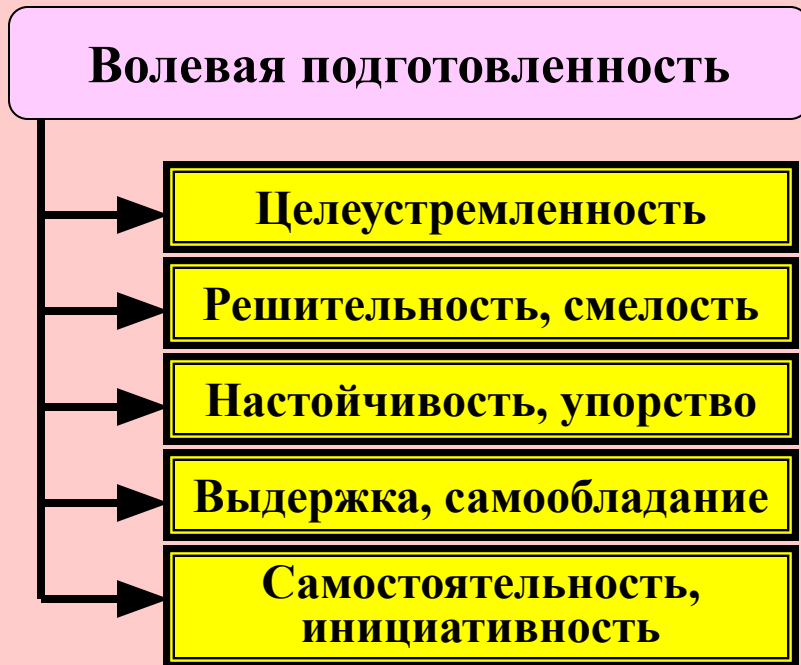 Волевая подготовленность
Целеустремленность
Решительность, смелость
Настойчивость, упорство
Выдержка, самообладание
Самостоятельность,
инициативность